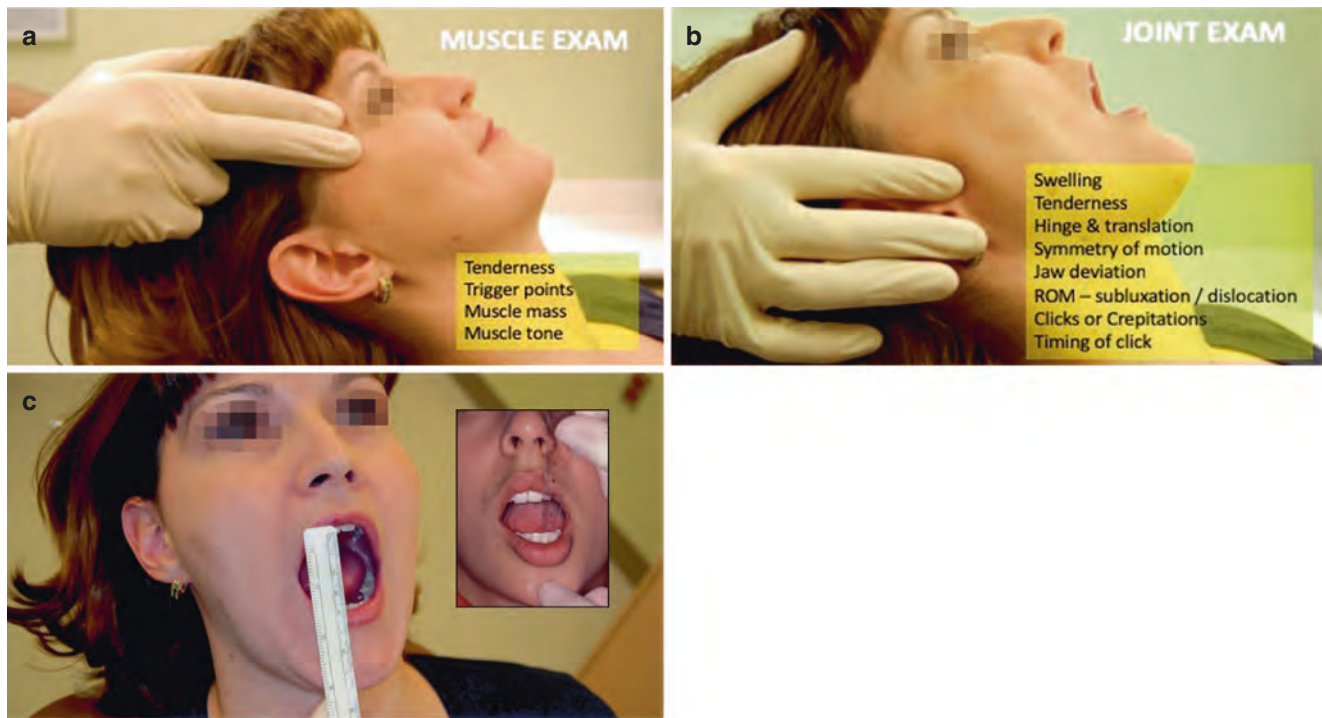 a
MUSCLE EXAM
Tenderness
Trigger points
Muscle mass
Muscle tone
b
JOINT EXAM
Swelling
Tenderness
Hinge & translation
Symmetry of motion
Jaw deviation
ROM – subluxation / dislocation
Clicks or Crepitations
Timing of click
c